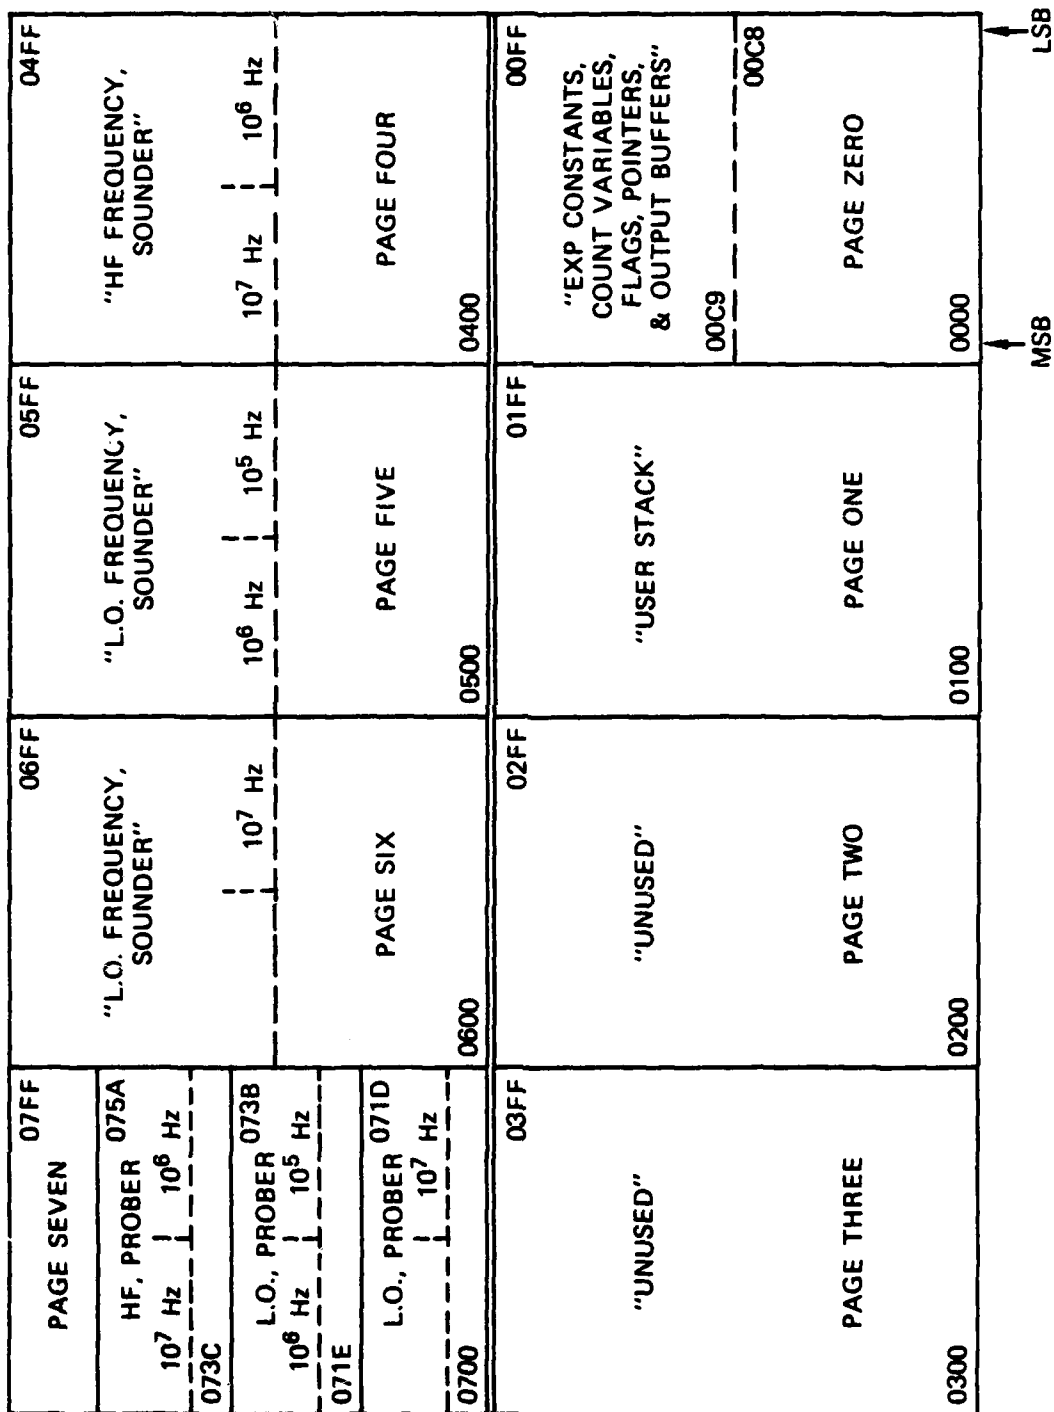 07FF
PAGE SEVEN
075A
HF, PROBER
10⁷ Hz
10⁶ Hz
073C
073B
L.O., PROBER
10⁶ Hz
10⁵ Hz
071E
071D
L.O., PROBER
10⁷ Hz
0700
06FF
"L.O. FREQUENCY,
SOUNDER"
10⁷ Hz
PAGE SIX
0600
05FF
"L.O. FREQUENCY,
SOUNDER"
10⁶ Hz
10⁵ Hz
PAGE FIVE
0500
04FF
"HF FREQUENCY,
SOUNDER"
10⁷ Hz
10⁶ Hz
PAGE FOUR
0400
03FF
"UNUSED"
PAGE THREE
0300
02FF
"UNUSED"
PAGE TWO
0200
01FF
"USER STACK"
PAGE ONE
0100
00FF
"EXP CONSTANTS,
COUNT VARIABLES,
FLAGS, POINTERS,
& OUTPUT BUFFERS"
00C9
00C8
PAGE ZERO
0000
MSB
LSB